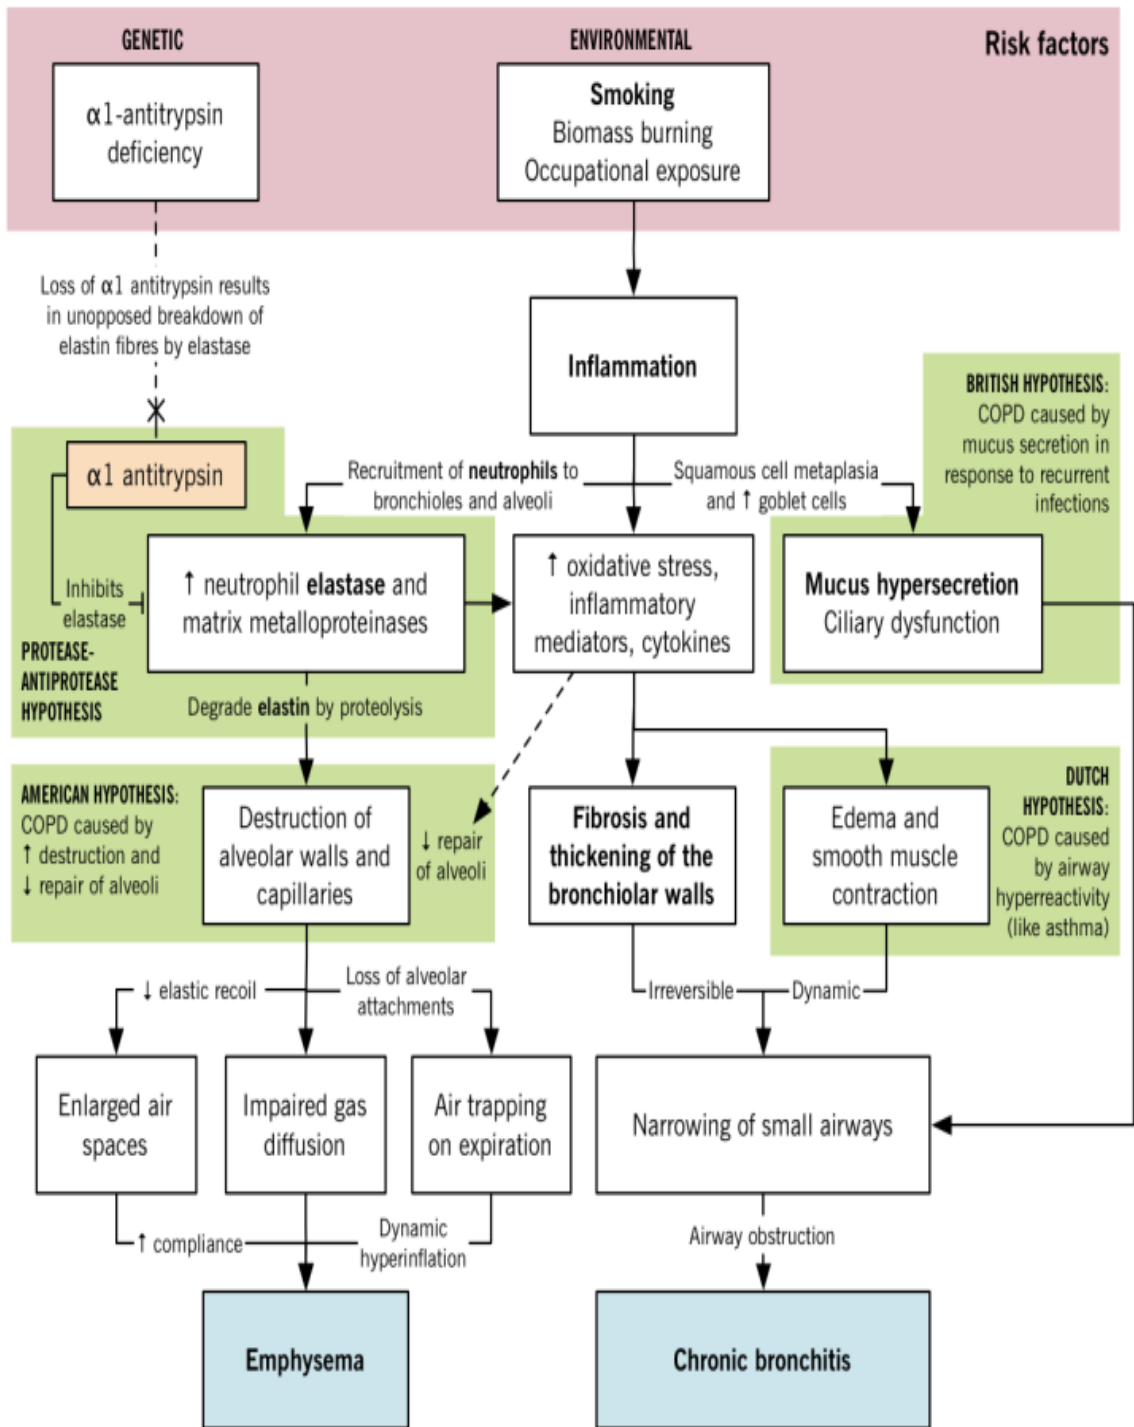 GENETIC
ENVIRONMENTAL
Risk factors
α1-antitrypsin
deficiency
Smoking
Biomass burning
Occupational exposure
Loss of α1 antitrypsin results
in unopposed breakdown of
elastin fibres by elastase
Inflammation
BRITISH HYPOTHESIS:
COPD caused by
mucus secretion in
response to recurrent
infections
α1 antitrypsin
Recruitment of neutrophils to
bronchioles and alveoli
Squamous cell metaplasia
and ↑ goblet cells
Inhibits
elastase
↑ neutrophil elastase and
matrix metalloproteinases
↑ oxidative stress,
inflammatory
mediators, cytokines
Mucus hypersecretion
Ciliary dysfunction
PROTEASE-
ANTIPROTEASE
HYPOTHESIS
Degrade elastin by proteolysis
AMERICAN HYPOTHESIS:
COPD caused by
↑ destruction and
↓ repair of alveoli
Destruction of
alveolar walls and
capillaries
↓ repair
of alveoli
Fibrosis and
thickening of the
bronchiolar walls
Edema and
smooth muscle
contraction
DUTCH
HYPOTHESIS:
COPD caused
by airway
hyperreactivity
(like asthma)
↓ elastic recoil
Loss of alveolar
attachments
Irreversible
Dynamic
Enlarged air
spaces
Impaired gas
diffusion
Air trapping
on expiration
Narrowing of small airways
↑ compliance
Dynamic
hyperinflation
Airway obstruction
Emphysema
Chronic bronchitis